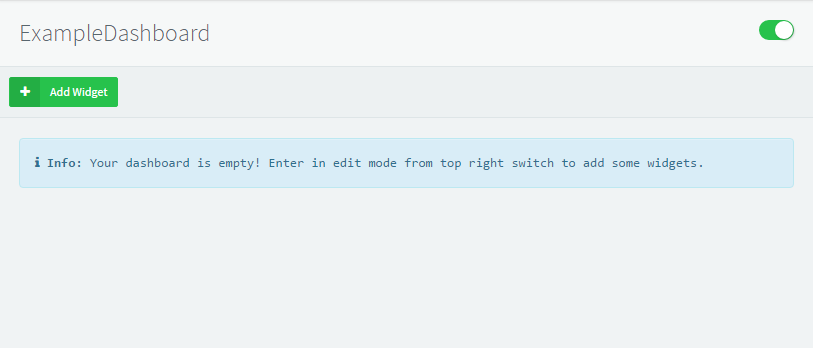 ExampleDashboard
Add Widget
Info: Your dashboard is empty! Enter in edit mode from top right switch to add some widgets.